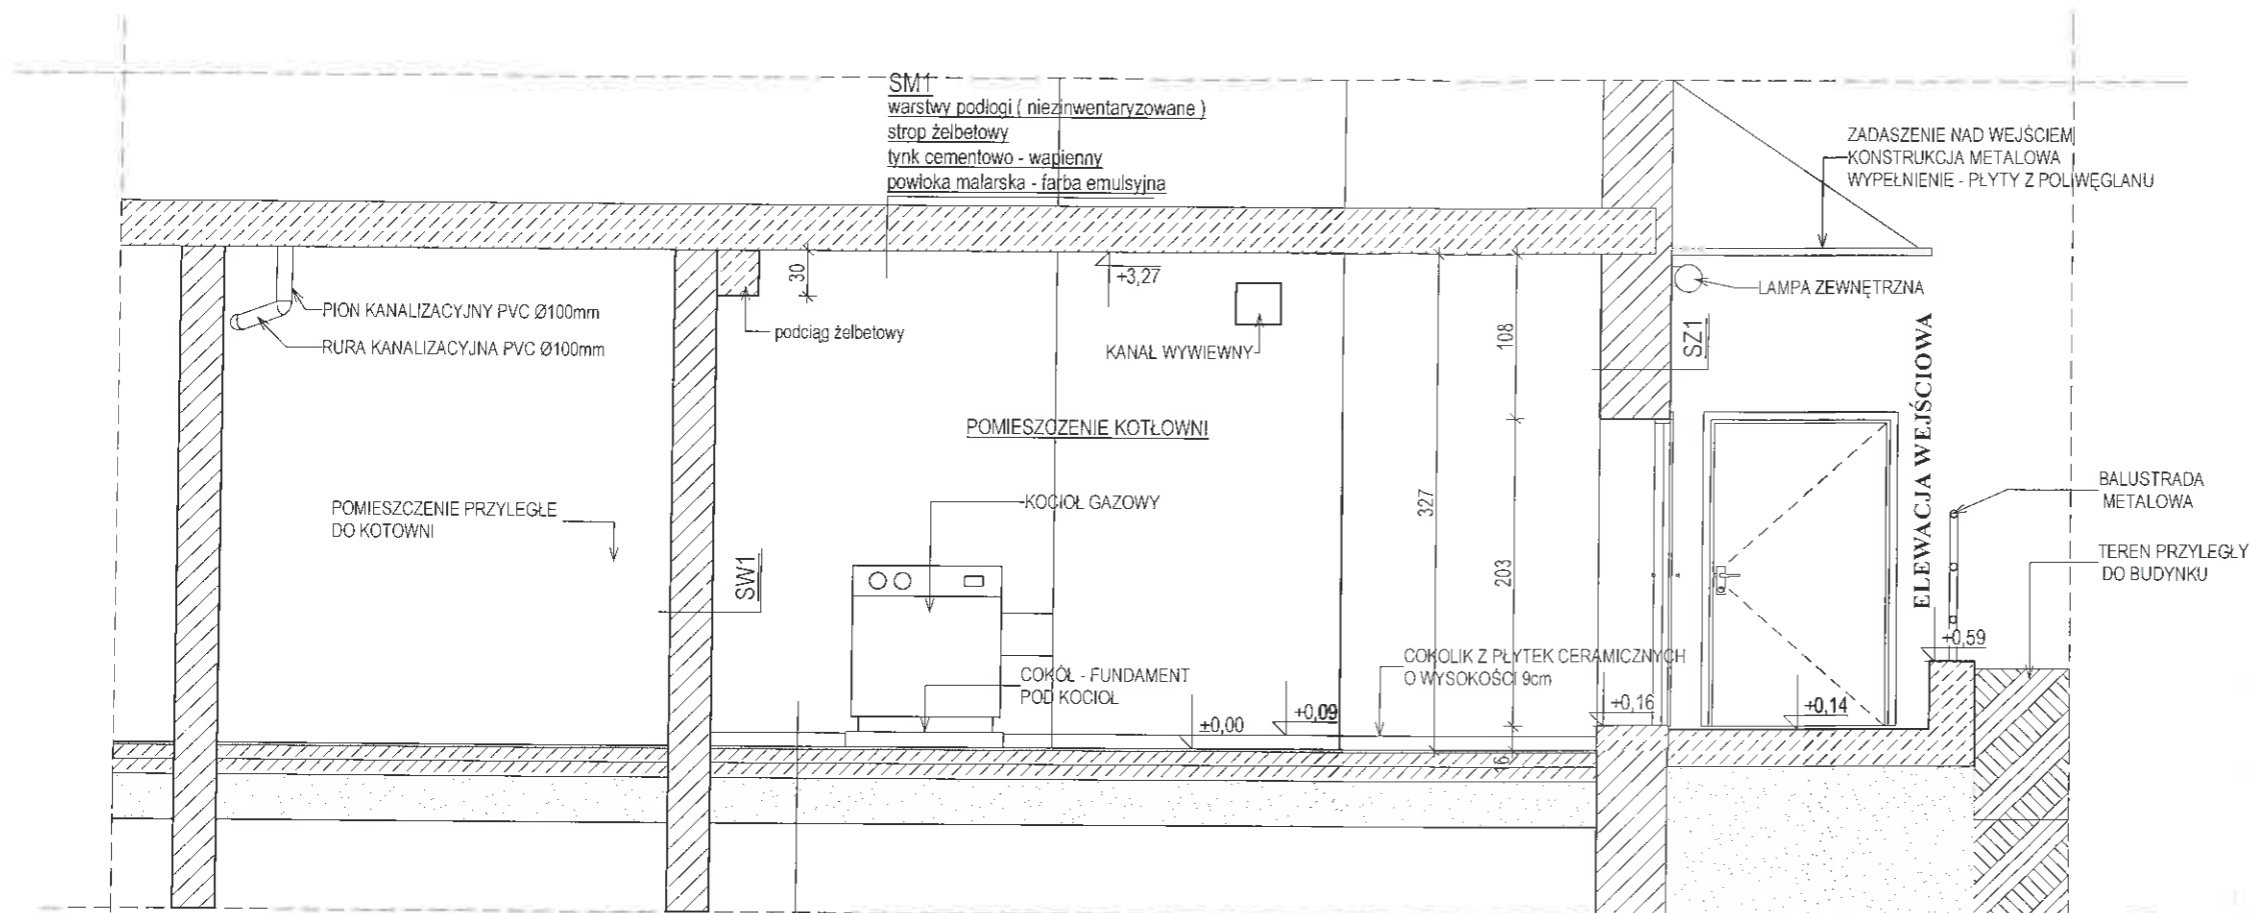 SM1
warstwy podłogi ( niezinwentaryzowane )
strop żelbetowy
tynk cementowo - wapienny
powłoka malarska - farba emulsyjna
ZADASZENIE NAD WEJŚCIEM
KONSTRUKCJA METALOWA
WYPEŁNIENIE - PŁYTY Z POLIWĘGLANU
30
+3,27
PION KANALIZACYJNY PVC Ø100mm
RURA KANALIZACYJNA PVC Ø100mm
podciąg żelbetowy
KANAŁ WYWIEWNY
108
LAMPA ZEWNĘTRZNA
SZ1
ELEWACJA WEJŚCIOWA
POMIESZCZENIE KOTŁOWNI
POMIESZCZENIE PRZYLEGŁE
DO KOTOWNI
KOCIOŁ GAZOWY
327
203
BALUSTRADA
METALOWA
TEREN PRZYLEGŁY
DO BUDYNKU
SW1
+0,59
COKÓŁ - FUNDAMENT
POD KOCIOŁ
COKOLIK Z PŁYTEK CERAMICZNYCH
O WYSOKOŚCI 9cm
±0,00
+0,09
+0,16
+0,14
16